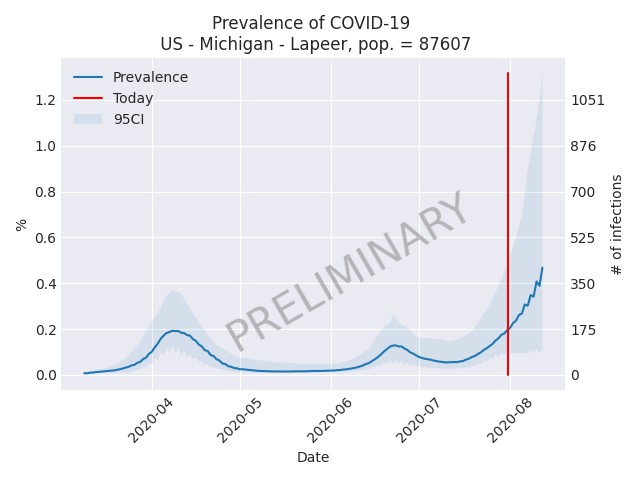 Prevalence of COVID-19
US - Michigan - Lapeer, pop. = 87607
Prevalence
Today
95CI
1.2
1.0
0.8
0.6
0.4
0.2
0.0
%
1051
876
700
525
350
175
0
# of infections
PRELIMINARY
2020-04
2020-05
2020-06
2020-07
2020-08
Date